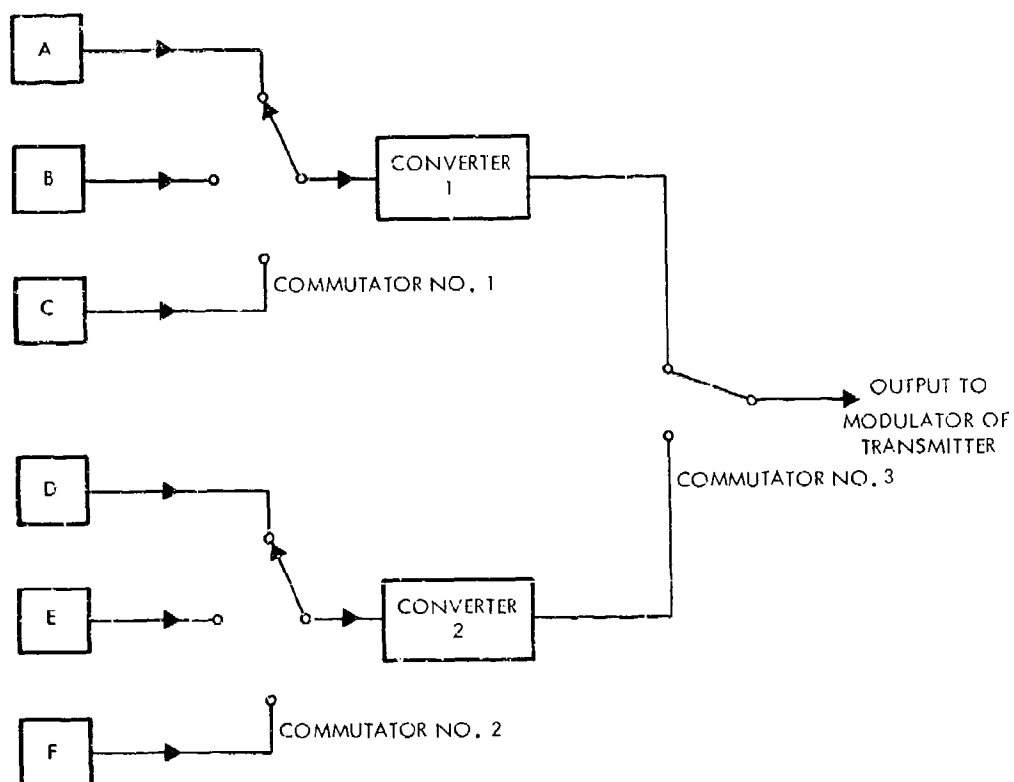 A
B
CONVERTER
1
C
COMMUTATOR NO. 1
OUTPUT TO
MODULATOR OF
TRANSMITTER
D
COMMUTATOR NO. 3
E
CONVERTER
2
F
COMMUTATOR NO. 2